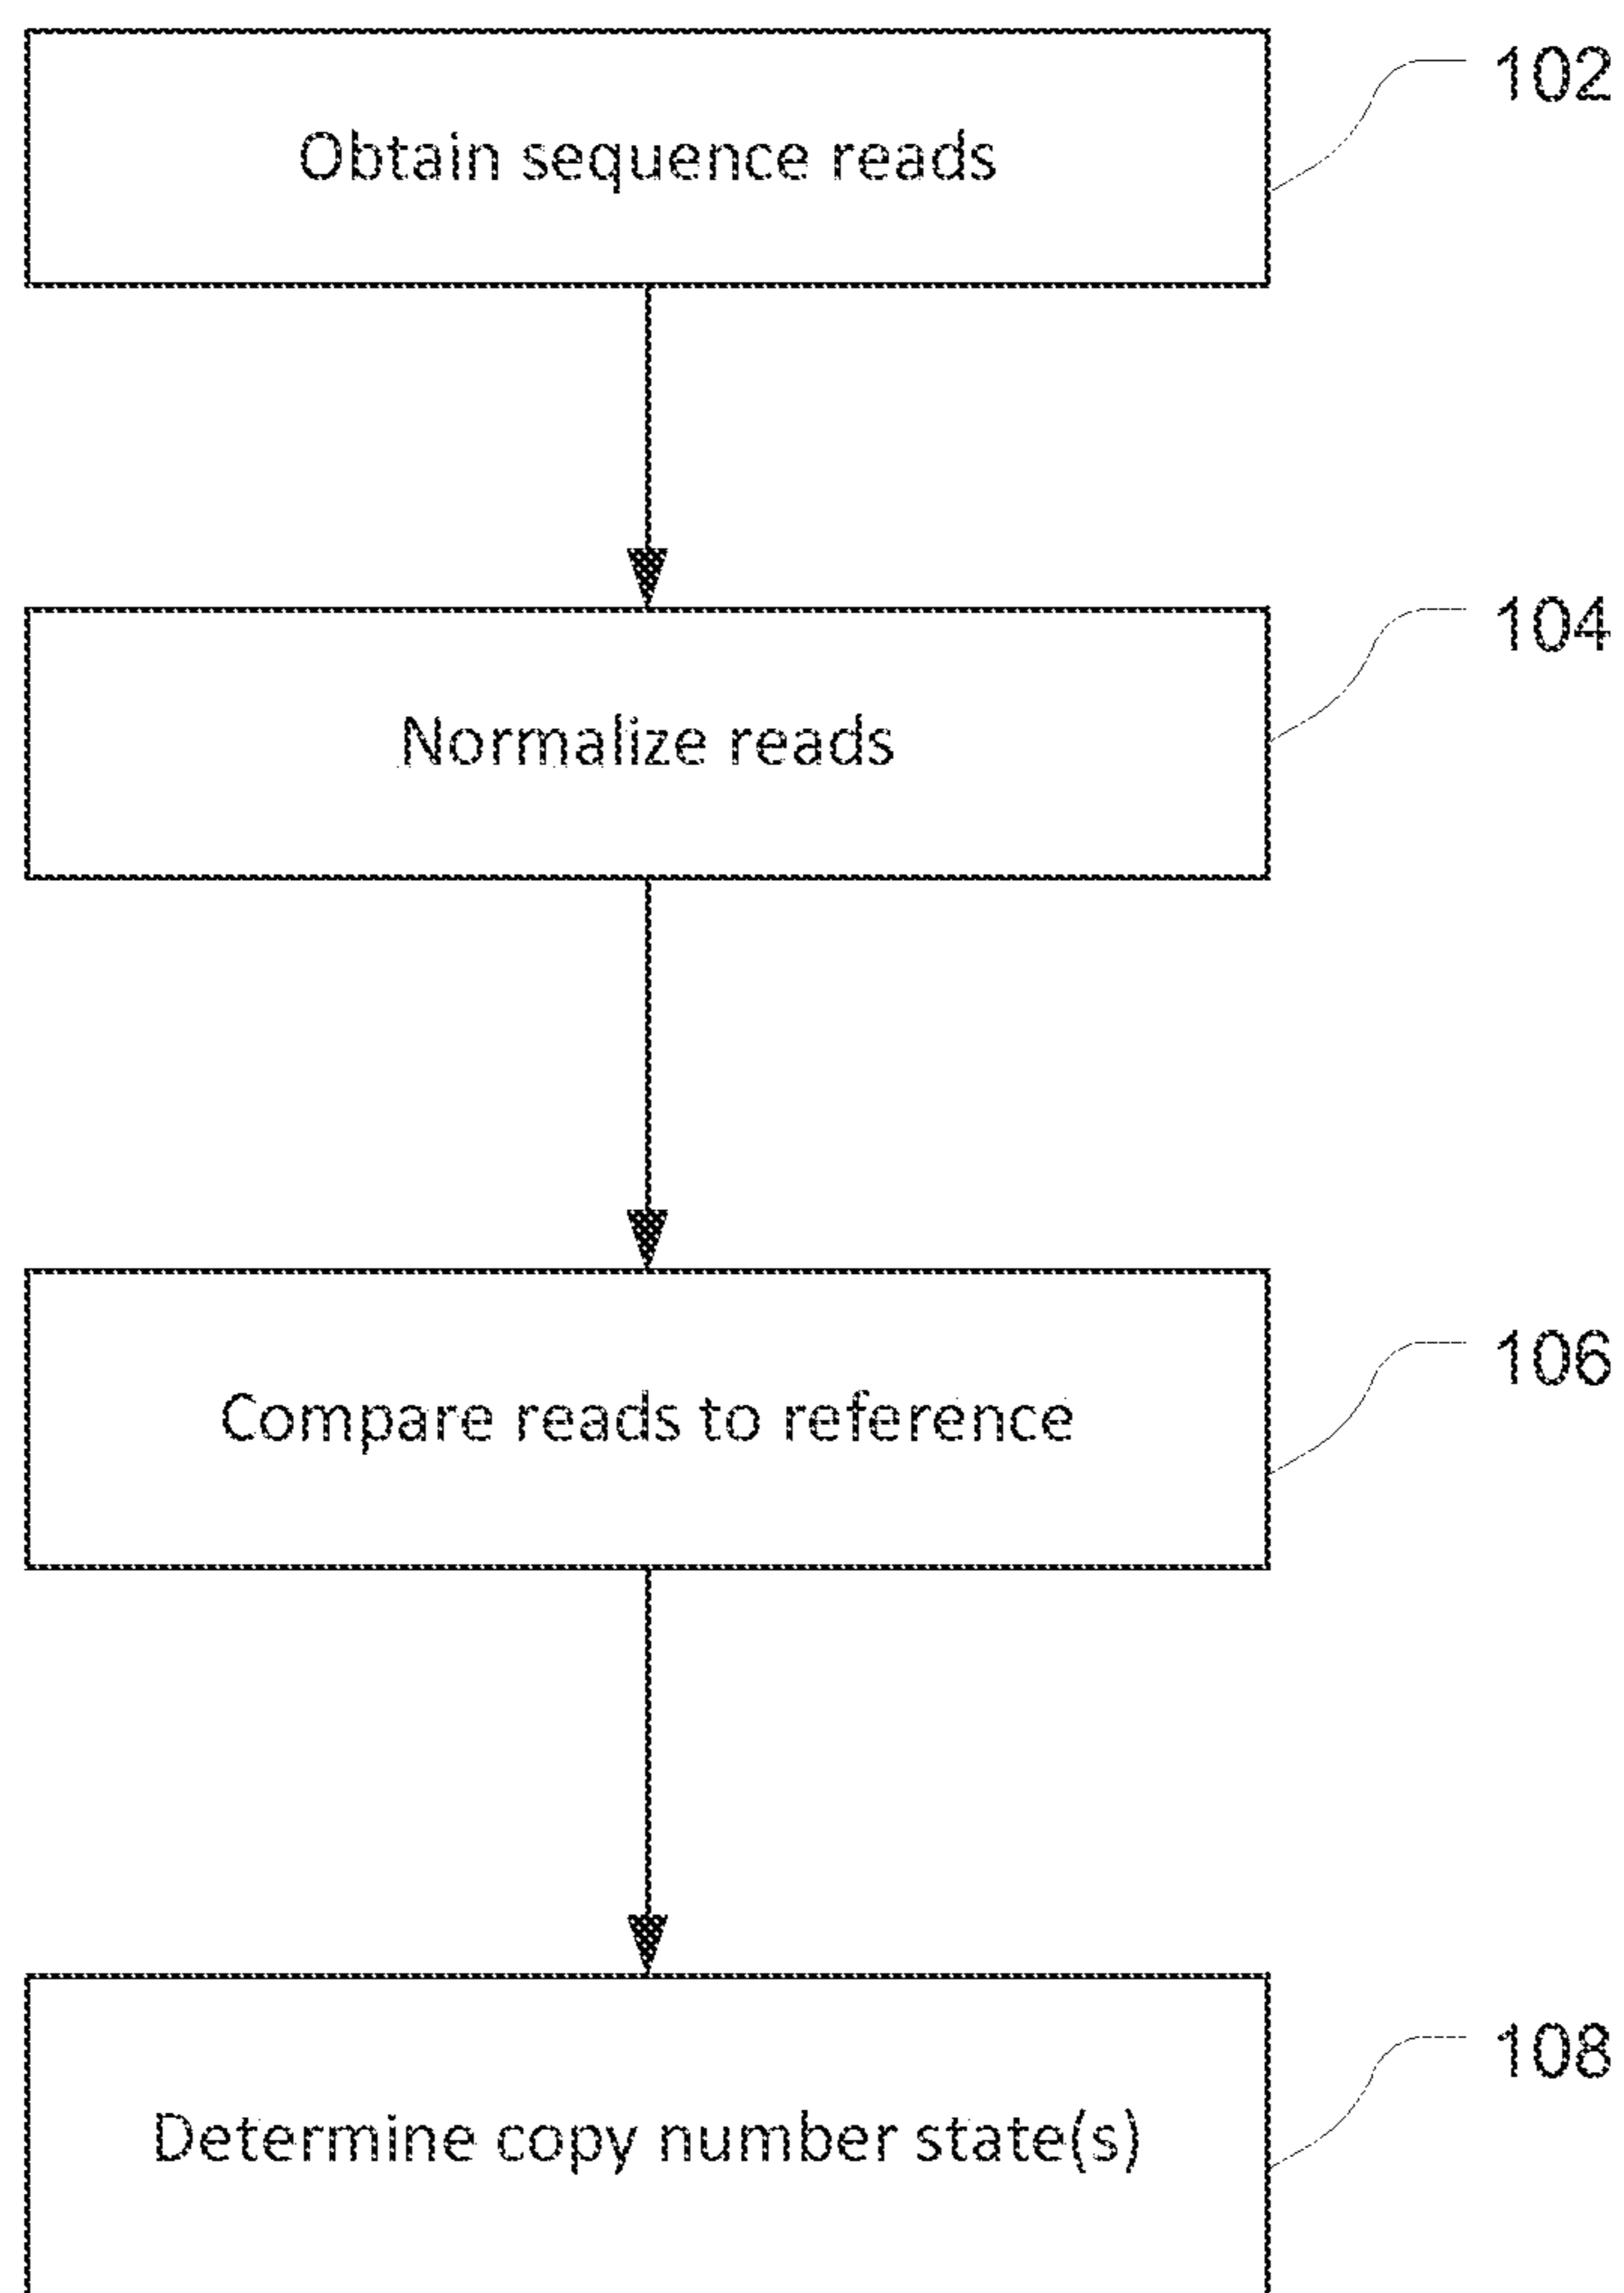 102
Obtain sequence reads
104
Normalize reads
106
Compare reads to reference
108
Determine copy number state(s)